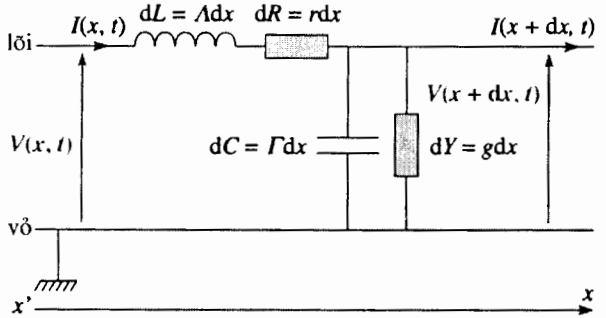 dL = Λdx dR = rdx
I(x, t) I(x + dx, t)
lõi
V(x, t) V(x + dx, t)
dC = Γdx dY = gdx
vỏ
x' x